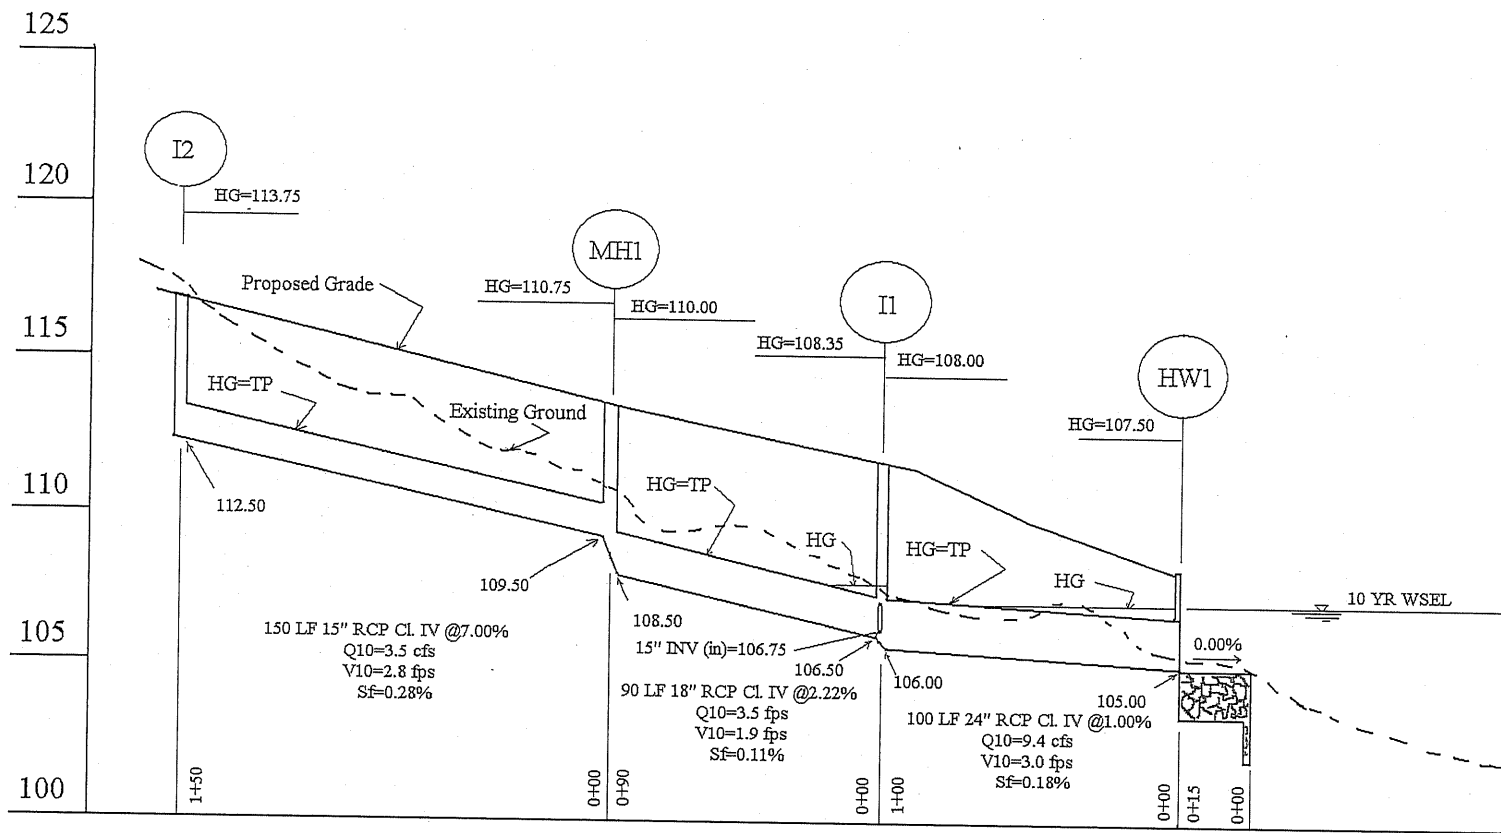 125
I2
120
HG=113.75
MH1
Proposed Grade
HG=110.75
HG=110.00
I1
115
HG=108.35
HG=108.00
HW1
HG=TP
Existing Ground
HG=107.50
110
112.50
HG=TP
HG
HG=TP
HG
109.50
10 YR WSEL
108.50
105
150 LF 15" RCP Cl. IV @7.00%
Q10=3.5 cfs
V10=2.8 fps
Sf=0.28%
15" INV (in)=106.75
106.50
106.00
0.00%
90 LF 18" RCP Cl. IV @2.22%
Q10=3.5 fps
V10=1.9 fps
Sf=0.11%
105.00
100 LF 24" RCP Cl. IV @1.00%
Q10=9.4 cfs
V10=3.0 fps
Sf=0.18%
100
1+50
0+00
0+90
0+00
1+00
0+00
0+15
0+00